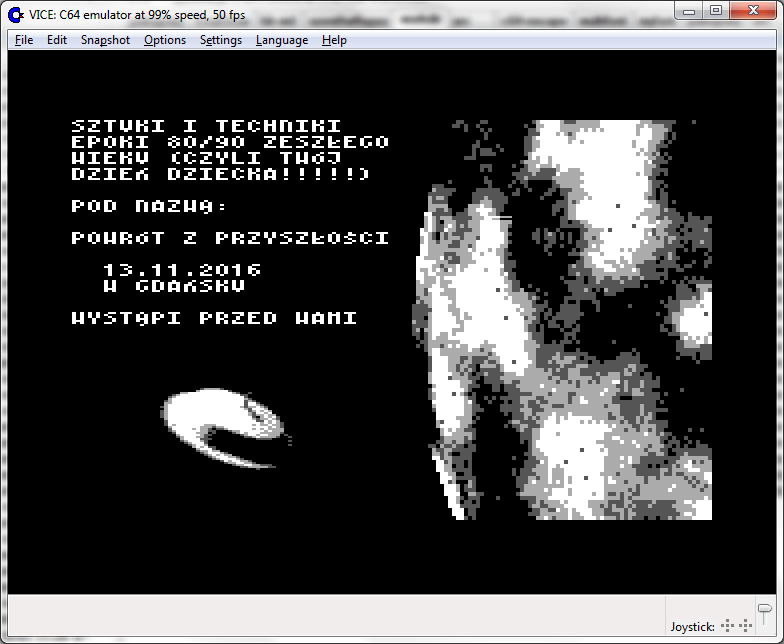 VICE: C64 emulator at 99% speed, 50 fps
File Edit Snapshot Options Settings Language Help
SZTUKI I TECHNIKI
EPOKI 80/90 ZESZŁEGO
WIEKU (CZYLI TWÓJ
DZIEŃ DZIECKA!!!!!)
POD NAZWĄ:
POWRÓT Z PRZYSZŁOŚCI
13.11.2016
W GDAŃSKU
WYSTĄPI PRZED WAMI
Joystick: